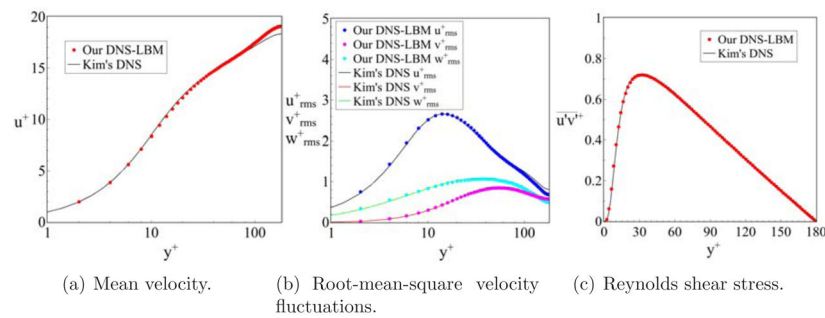 20
15
10
5
0
u+
Our DNS-LBM
Kim's DNS
1
10
100
y+
(a) Mean velocity.
5
4
3
2
1
0
u+rms
v+rms
w+rms
Our DNS-LBM u+rms
Our DNS-LBM v+rms
Our DNS-LBM w+rms
Kim's DNS u+rms
Kim's DNS v+rms
Kim's DNS w+rms
1
10
100
y+
(b) Root-mean-square velocity
fluctuations.
1
0.8
0.6
0.4
0.2
0
u'v'+
Our DNS-LBM
Kim's DNS
0
30
60
90
120
150
180
y+
(c) Reynolds shear stress.